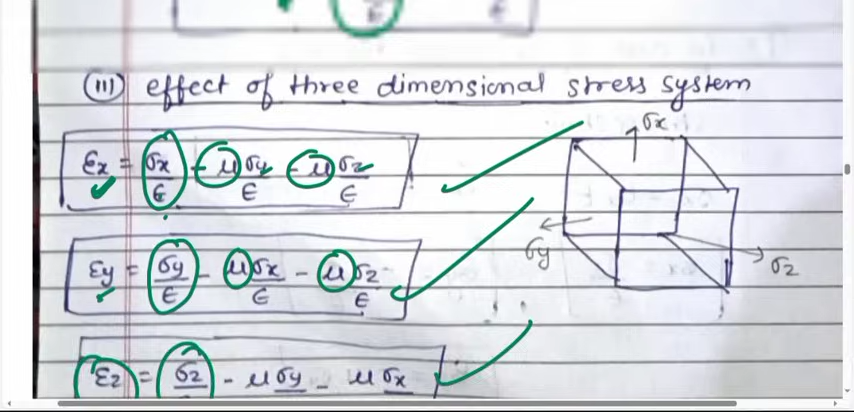 (III) effect of three dimensional stress system
σx
εx = σx/E - μσy/E - μσz/E
σy
εy = σy/E - μσx/E - μσz/E
σz
εz = σz - μσy - μσx